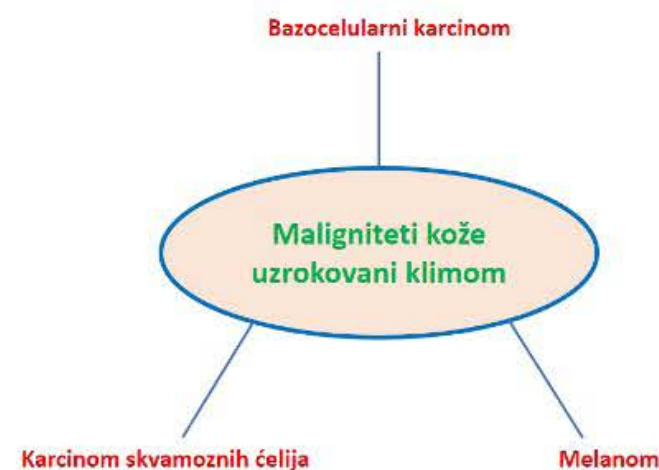 Bazocelularni karcinom
Maligniteti kože
uzrokovani klimom
Karcinom skvamoznih ćelija
Melanom